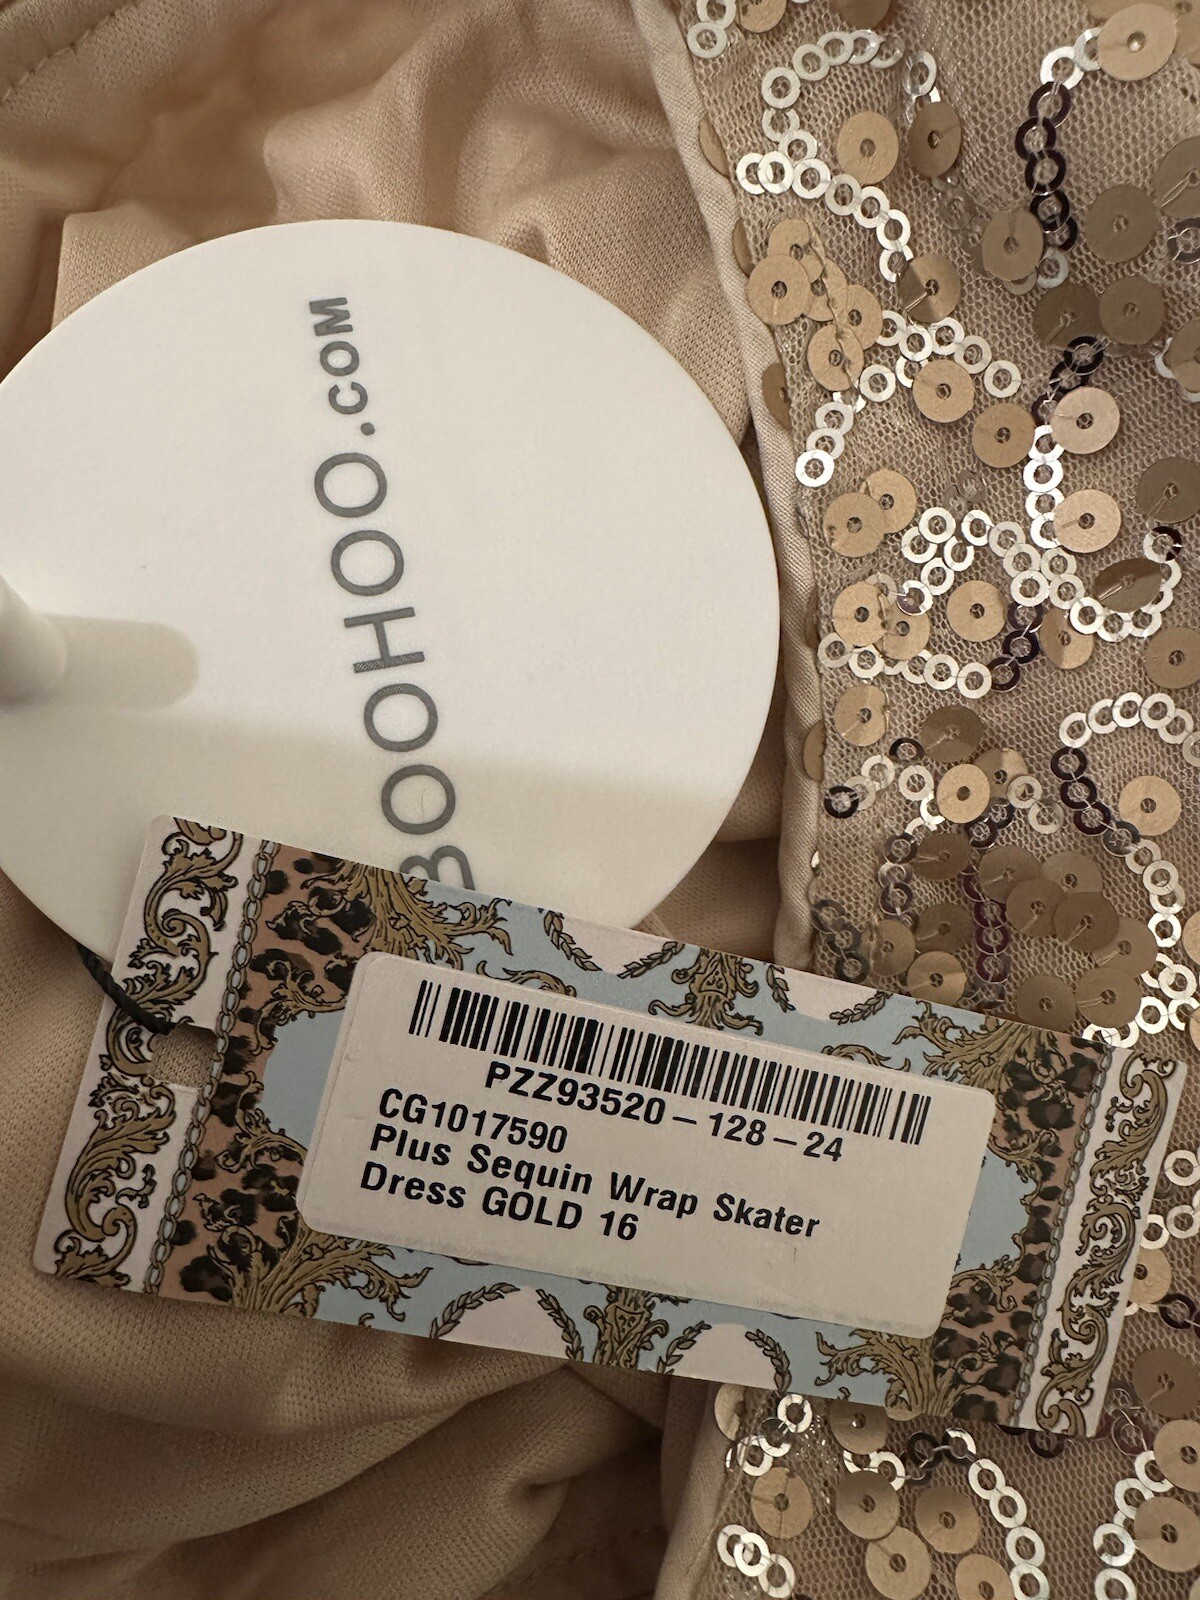 BOOHOO.COM
PZZ93520-128-24
CG1017590
Plus Sequin Wrap Skater
Dress GOLD 16